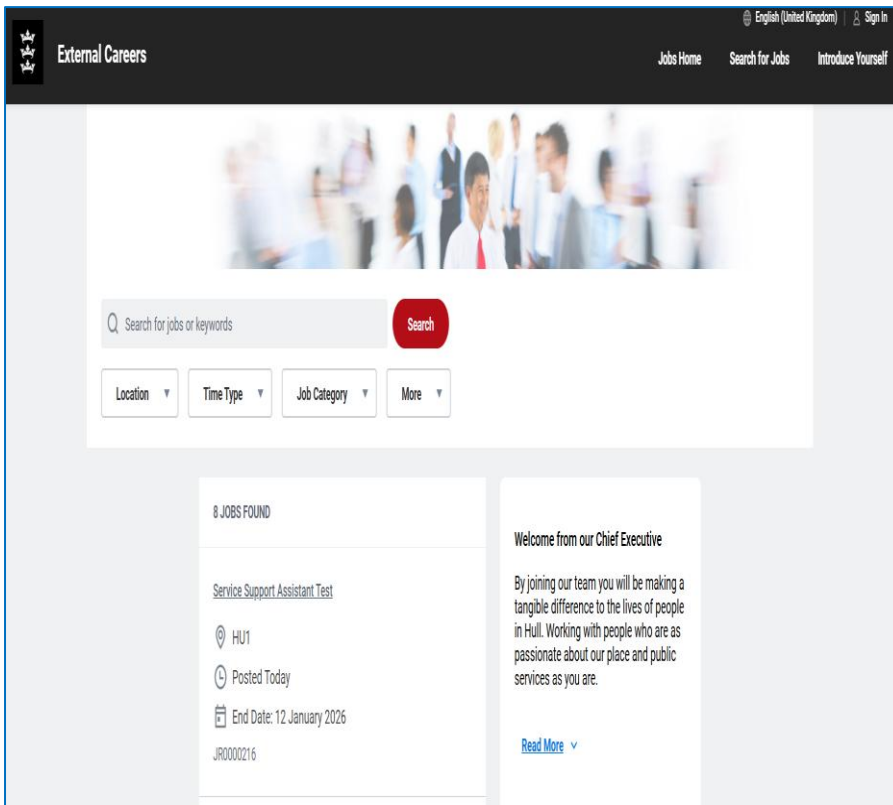 English (United Kingdom) | Sign In
External Careers
Jobs Home Search for Jobs Introduce Yourself
Search for jobs or keywords Search
Location Time Type Job Category More
8 JOBS FOUND
Service Support Assistant Test
HU1
Posted Today
End Date: 12 January 2026
JR0000216
Welcome from our Chief Executive
By joining our team you will be making a
tangible difference to the lives of people
in Hull. Working with people who are as
passionate about our place and public
services as you are.
Read More